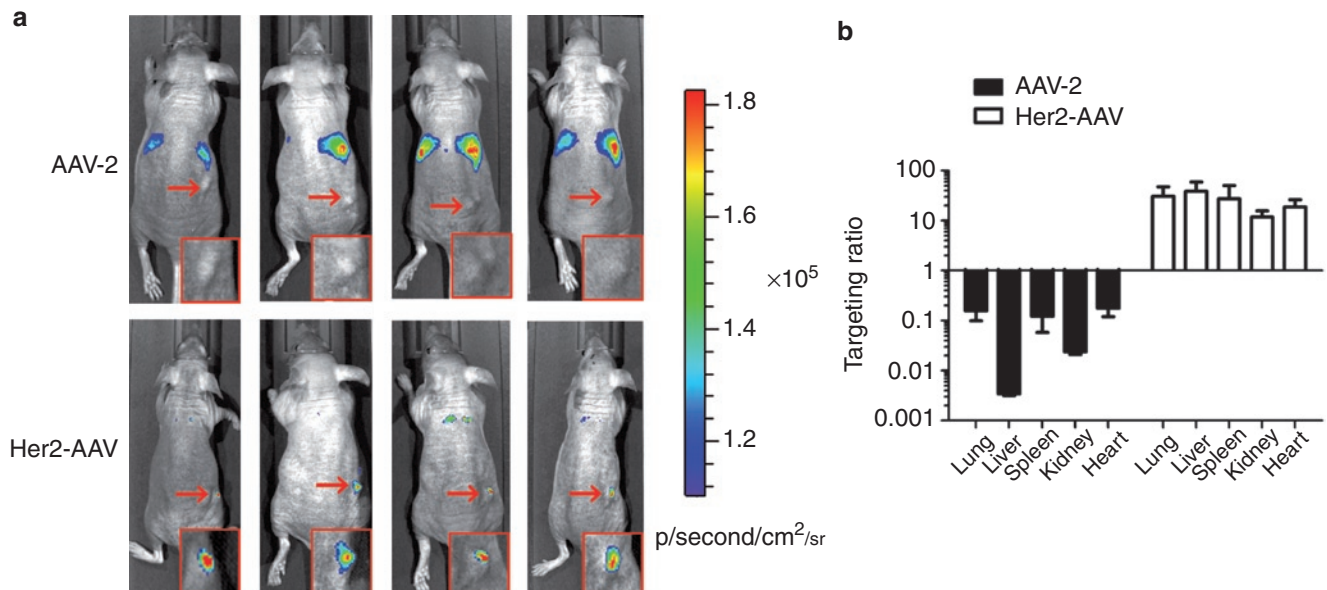 a
AAV-2
Her2-AAV
1.8
1.6
×10⁵
1.4
1.2
p/second/cm²/sr
b
AAV-2
Her2-AAV
Targeting ratio
100
10
1
0.1
0.01
0.001
Lung
Liver
Spleen
Kidney
Heart
Lung
Liver
Spleen
Kidney
Heart